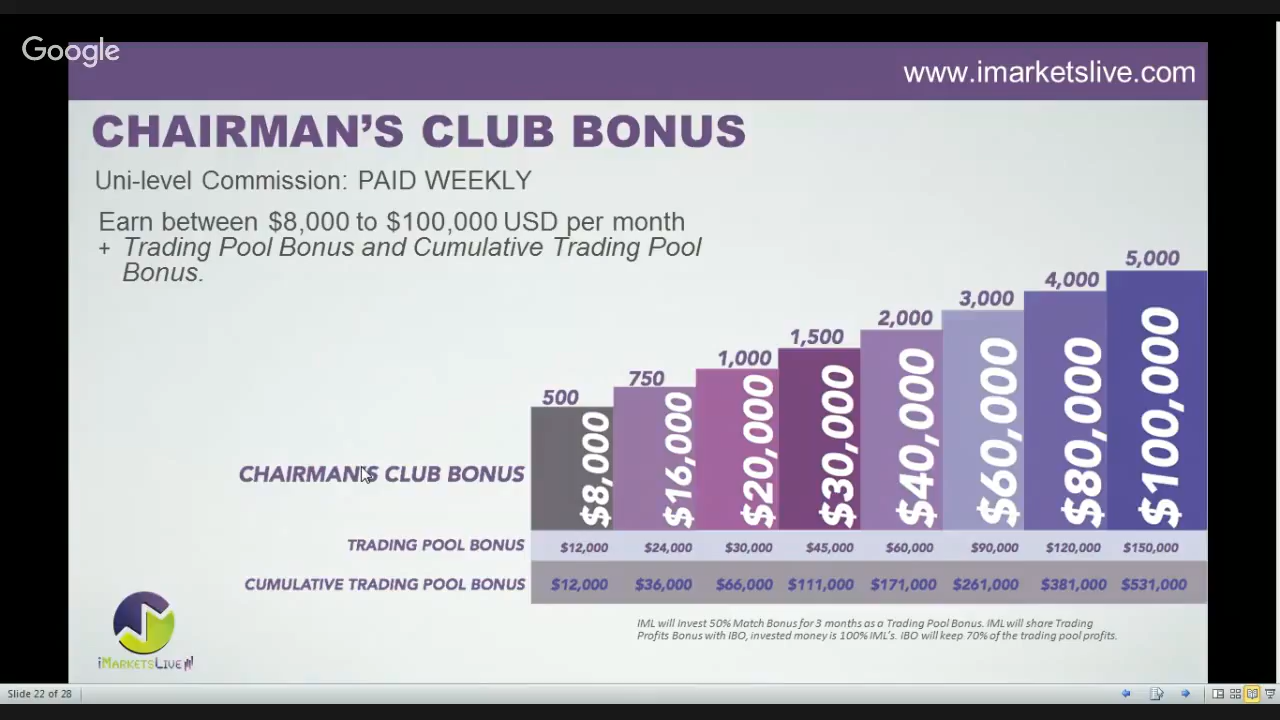 Google
www.imarketslive.com
CHAIRMAN'S CLUB BONUS
Uni-level Commission: PAID WEEKLY
Earn between $8,000 to $100,000 USD per month
+ Trading Pool Bonus and Cumulative Trading Pool
Bonus.
500 750 1,000 1,500 2,000 3,000 4,000 5,000
CHAIRMAN'S CLUB BONUS $8,000 $16,000 $20,000 $30,000 $40,000 $60,000 $80,000 $100,000
TRADING POOL BONUS $12,000 $24,000 $30,000 $45,000 $60,000 $90,000 $120,000 $150,000
CUMULATIVE TRADING POOL BONUS $12,000 $36,000 $66,000 $111,000 $171,000 $261,000 $381,000 $531,000
IML will Invest 50% Match Bonus for 3 months as a Trading Pool Bonus. IML will share Trading
Profits Bonus with IBO, invested money is 100% IML's. IBO will keep 70% of the trading pool profits.
iMARKETSLIVE
Slide 22 of 28